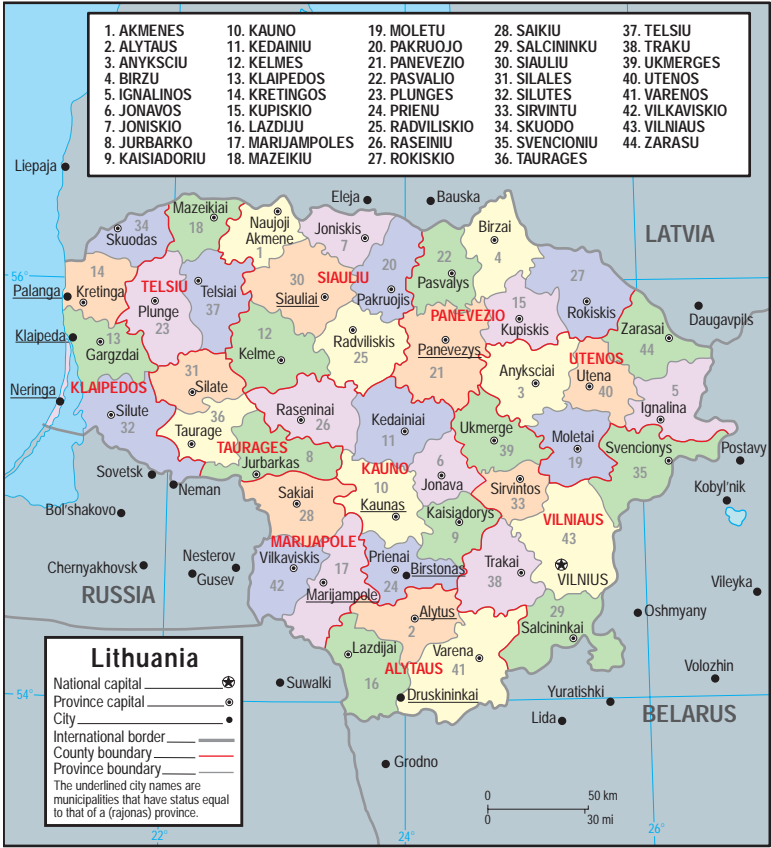 1. AKMENES
2. ALYTAUS
3. ANYKSCIU
4. BIRZU
5. IGNALINOS
6. JONAVOS
7. JONISKIO
8. JURBARKO
9. KAISIADORIU
10. KAUNO
11. KEDAINIU
12. KELMES
13. KLAIPEDOS
14. KRETINGOS
15. KUPISKIO
16. LAZDIJU
17. MARIJAMPOLES
18. MAZEIKIU
19. MOLETU
20. PAKRUOJO
21. PANEVEZIO
22. PASVALIO
23. PLUNGES
24. PRIENU
25. RADVILISKIO
26. RASEINIU
27. ROKISKIO
28. SAIKIU
29. SALCININKU
30. SIAULIU
31. SILALES
32. SILUTES
33. SIRVINTU
34. SKUODO
35. SVENCIONIU
36. TAURAGES
37. TELSIU
38. TRAKU
39. UKMERGES
40. UTENOS
41. VARENOS
42. VILKAVISKIO
43. VILNIAUS
44. ZARASU
Liepaja
Eleja
Bauska
LATVIA
Mazeikiai
18
34
Skuodas
Naujoji
Akmene
1
Joniskis
7
Birzai
4
56°
14
Kretinga
Palanga
TELSIU
Plunge
23
Telsiai
37
30
SIAULIU
Siauliai
20
Pakruojis
22
Pasvalys
27
Rokiskis
15
Kupiskis
PANEVEZIO
Daugavpils
Zarasai
44
Klaipeda
13
Gargzdai
12
Kelme
Radviliskis
25
Panevezys
21
UTENOS
Utena
40
Anyksciai
3
5
Ignalina
31
Silate
KLAIPEDOS
Neringa
Silute
32
36
Taurage
TAURAGES
Raseninai
26
Kedainiai
11
Ukmerge
39
Moletai
19
Svencionys
35
Postavy
8
Jurbarkas
KAUNO
10
Kaunas
6
Jonava
Sovetsk
Neman
Sakiai
28
Sirvintos
33
Kobyl'nik
Bol'shakovo
Kaisiadorys
9
VILNIAUS
43
MARIJAPOLE
Vilkaviskis
42
17
Marijampole
Prienai
24
Birstonas
Trakai
38
VILNIUS
Chernyakhovsk
Nesterov
Gusev
RUSSIA
Vileyka
Alytus
2
29
Salcininkai
Oshmyany
Lazdijai
16
ALYTAUS
Varena
41
Druskininkai
Suwalki
Volozhin
Yuratishki
Lida
BELARUS
54°
54°
Grodno
Lithuania
National capital
Province capital
City
International border
County boundary
Province boundary
The underlined city names are
municipalities that have status equal
to that of a (rajonas) province.
0 50 km
0 30 mi
22°
24°
26°